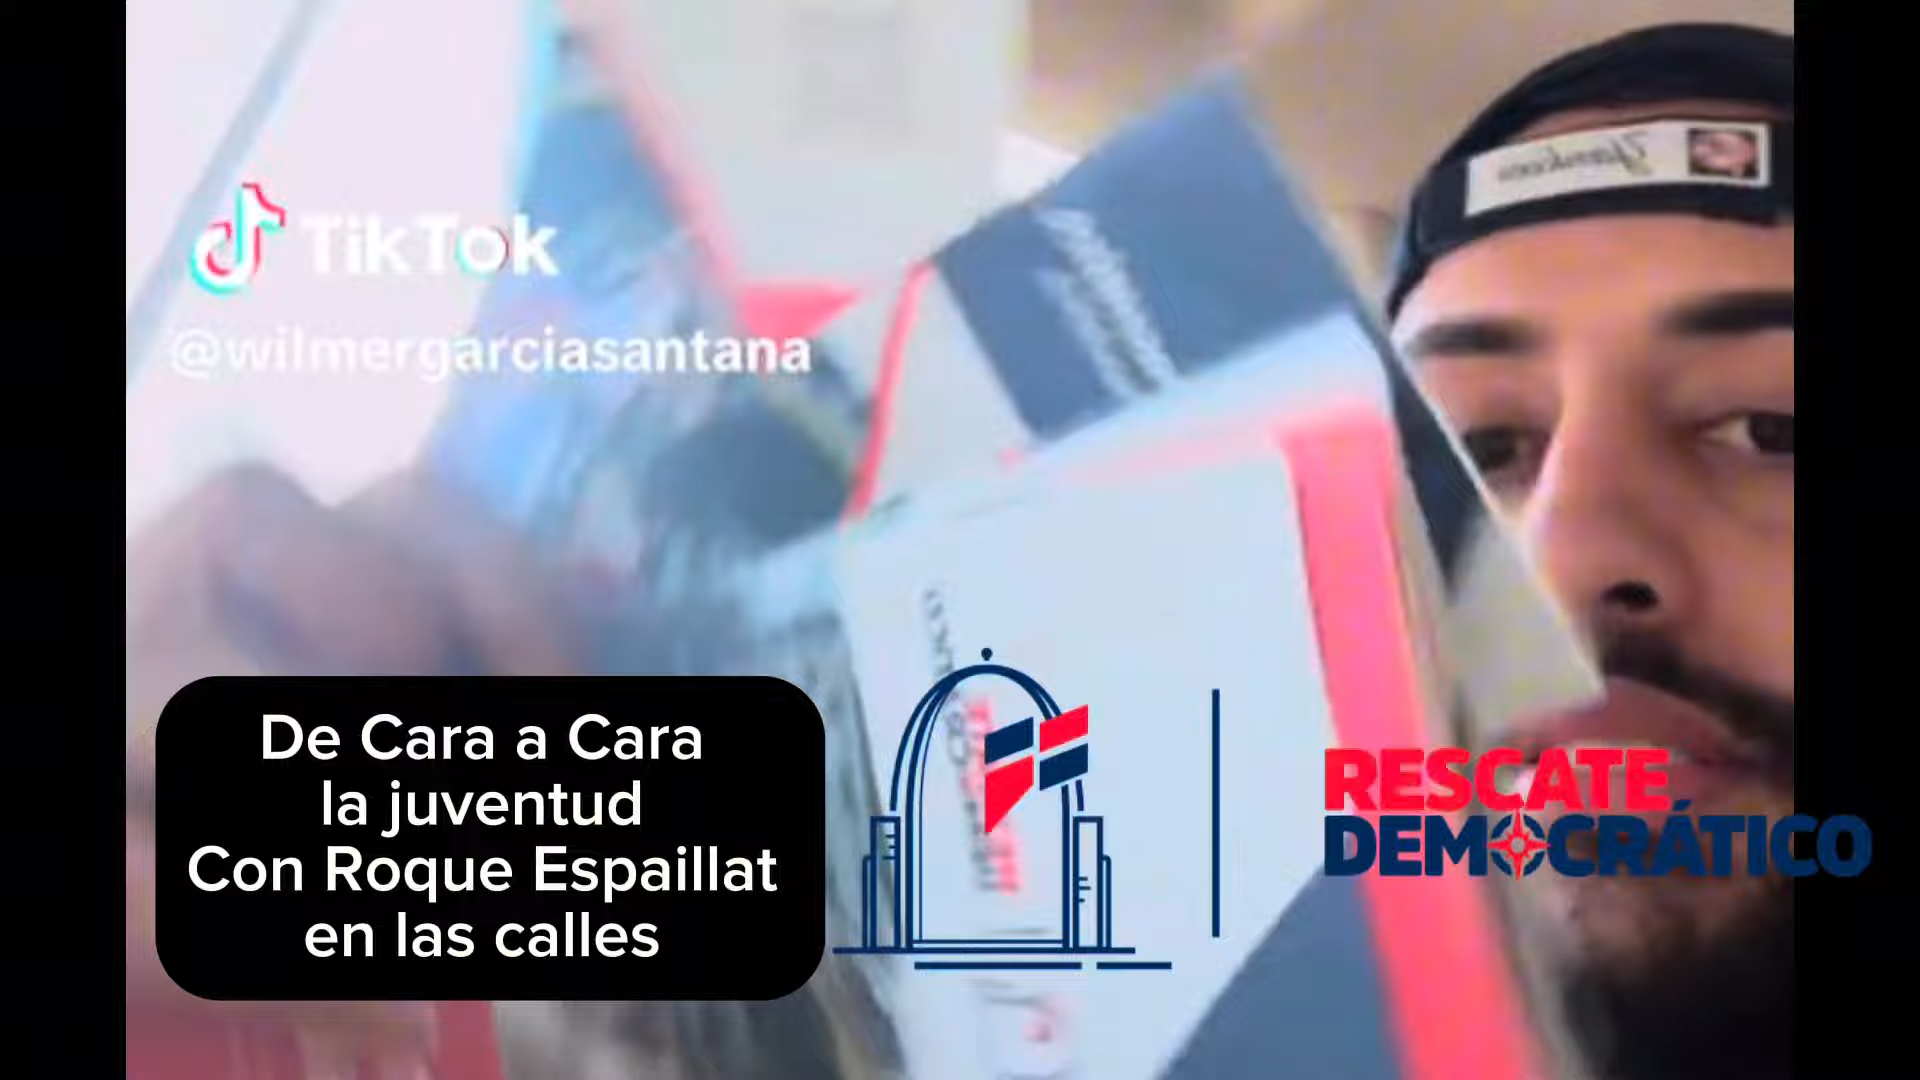 TikTok
@wilmergarciasantana
De Cara a Cara
la juventud
Con Roque Espaillat
en las calles
RESCATE
DEMOCRÁTICO